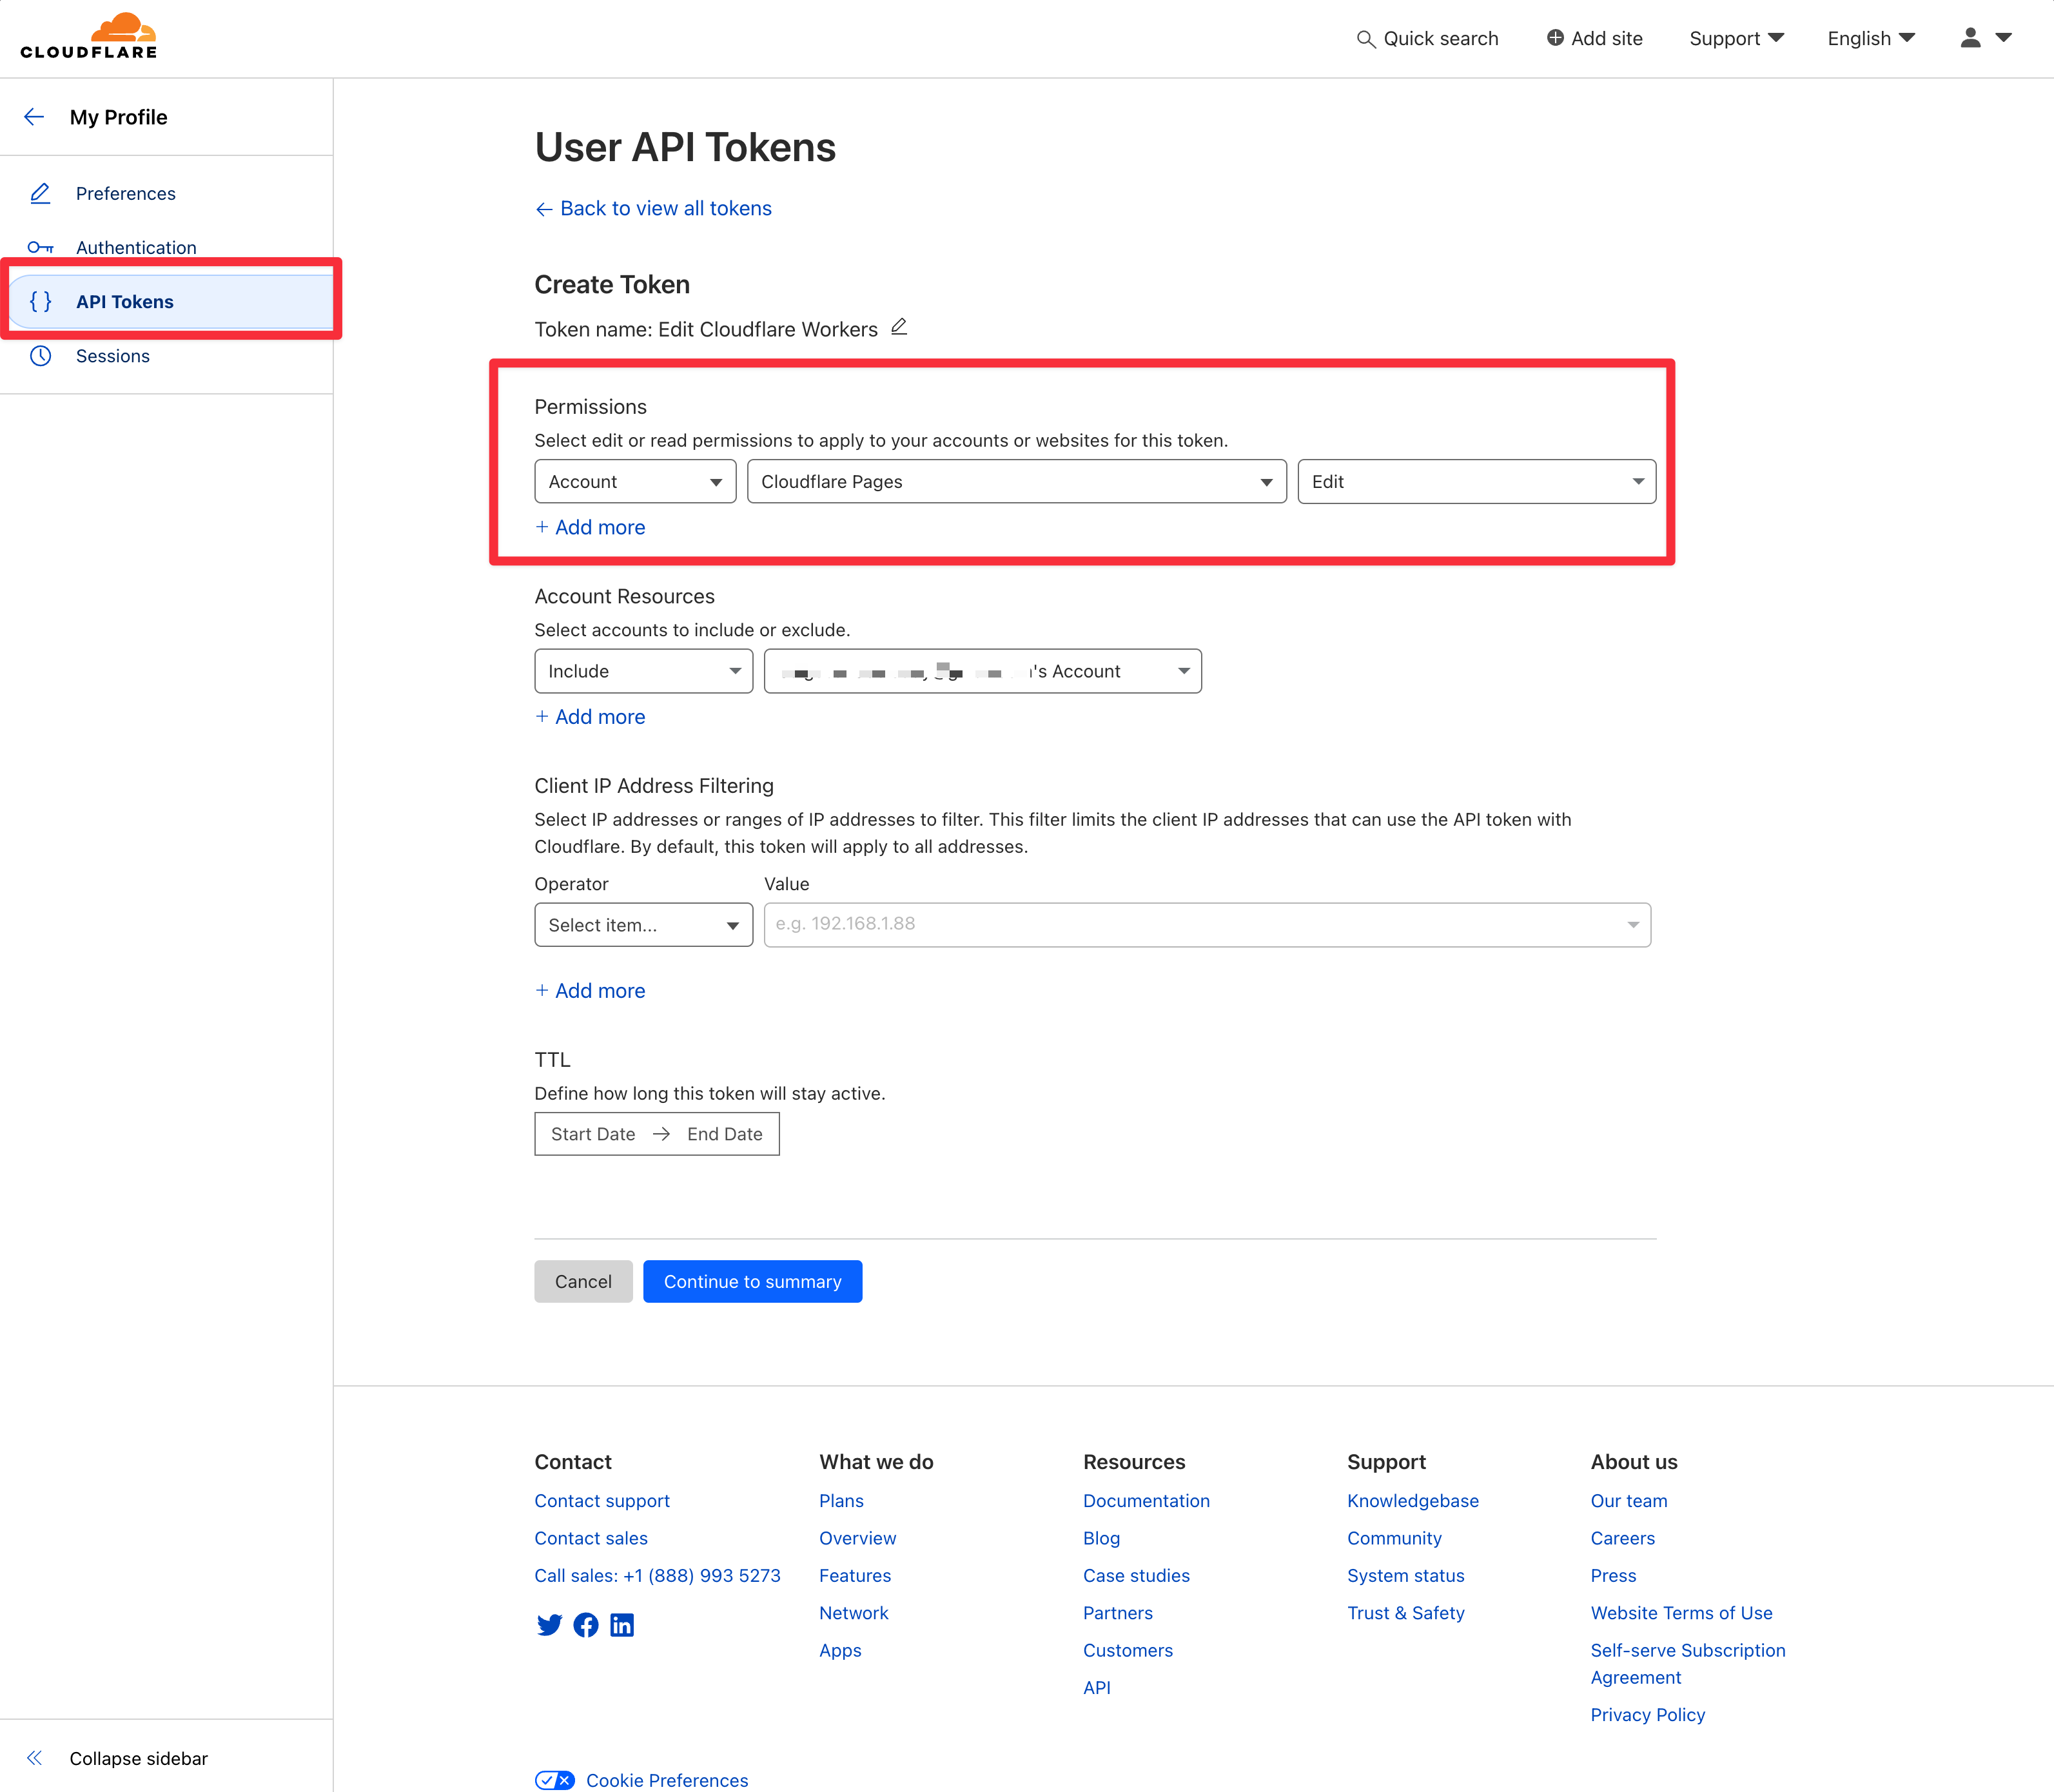 CLOUDFLARE
Quick search
Add site
Support
English
My Profile
Preferences
Authentication
API Tokens
Sessions
User API Tokens
← Back to view all tokens
Create Token
Token name: Edit Cloudflare Workers
Permissions
Select edit or read permissions to apply to your accounts or websites for this token.
Account
Cloudflare Pages
Edit
+ Add more
Account Resources
Select accounts to include or exclude.
Include
's Account
+ Add more
Client IP Address Filtering
Select IP addresses or ranges of IP addresses to filter. This filter limits the client IP addresses that can use the API token with
Cloudflare. By default, this token will apply to all addresses.
Operator
Value
Select item...
e.g. 192.168.1.88
+ Add more
TTL
Define how long this token will stay active.
Start Date → End Date
Cancel
Continue to summary
Contact
Contact support
Contact sales
Call sales: +1 (888) 993 5273
What we do
Plans
Overview
Features
Network
Apps
Resources
Documentation
Blog
Case studies
Partners
Customers
API
Support
Knowledgebase
Community
System status
Trust & Safety
About us
Our team
Careers
Press
Website Terms of Use
Self-serve Subscription
Agreement
Privacy Policy
Collapse sidebar
Cookie Preferences